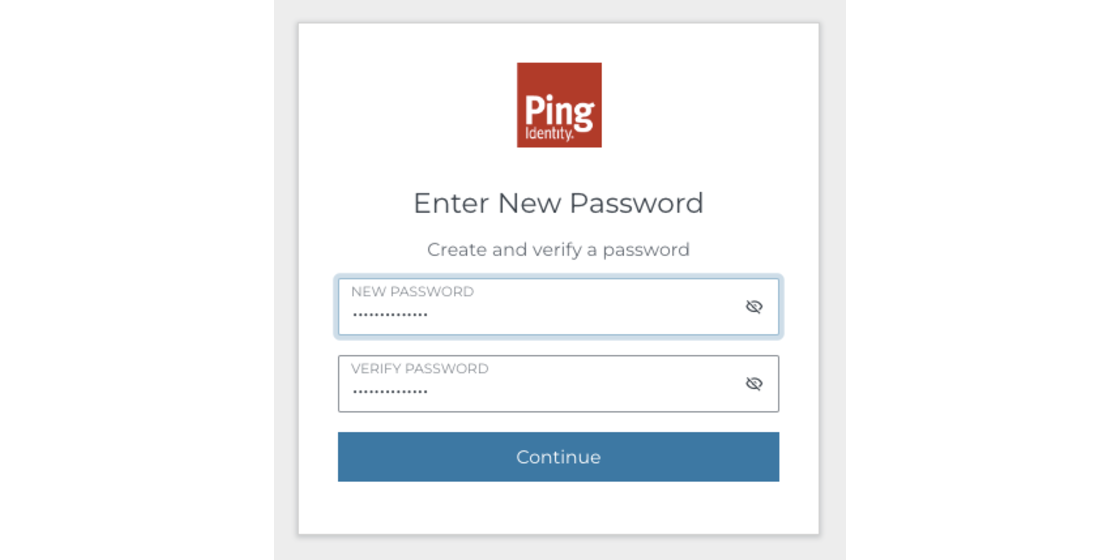 Ping
Identity.
Enter New Password
Create and verify a password
NEW PASSWORD
••••••••••••••
VERIFY PASSWORD
••••••••••••••
Continue